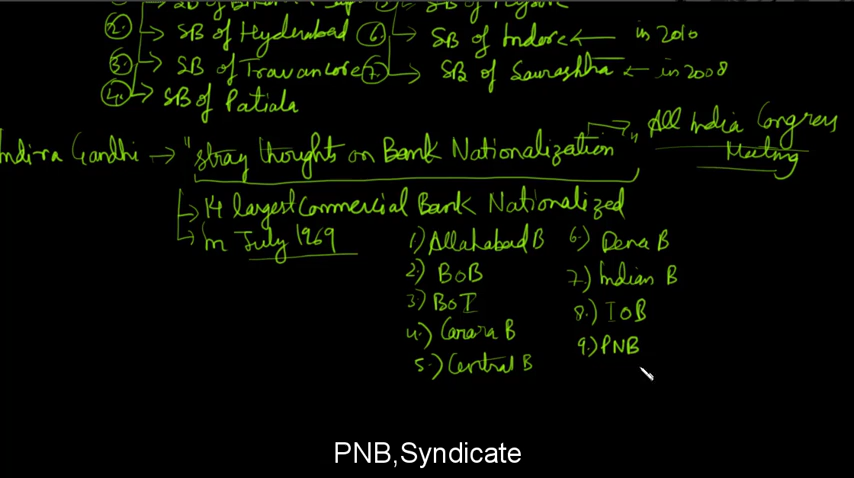 2. → SB of Hyderabad 6. → SB of Indore ← in 2010
3. → SB of Travancore 7. → SB of Saurashtra ← in 2008
4. → SB of Patiala
Indira Gandhi → "stray thoughts on Bank Nationalization" → All India Congress Meeting
→ 14 largest Commercial Bank Nationalized
→ in July 1969
1.) Allahabad B 6.) Dena B
2.) BOB 7.) Indian B
3.) BOI 8.) IOB
4.) Canara B 9.) PNB
5.) Central B
PNB,Syndicate